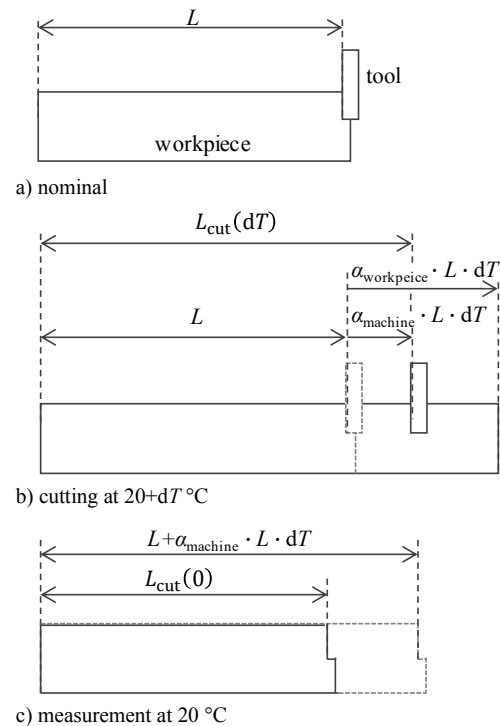 L
tool
workpiece
a) nominal
L_cut(dT)
α_workpeice · L · dT
L
α_machine · L · dT
b) cutting at 20+dT °C
L+α_machine · L · dT
L_cut(0)
c) measurement at 20 °C